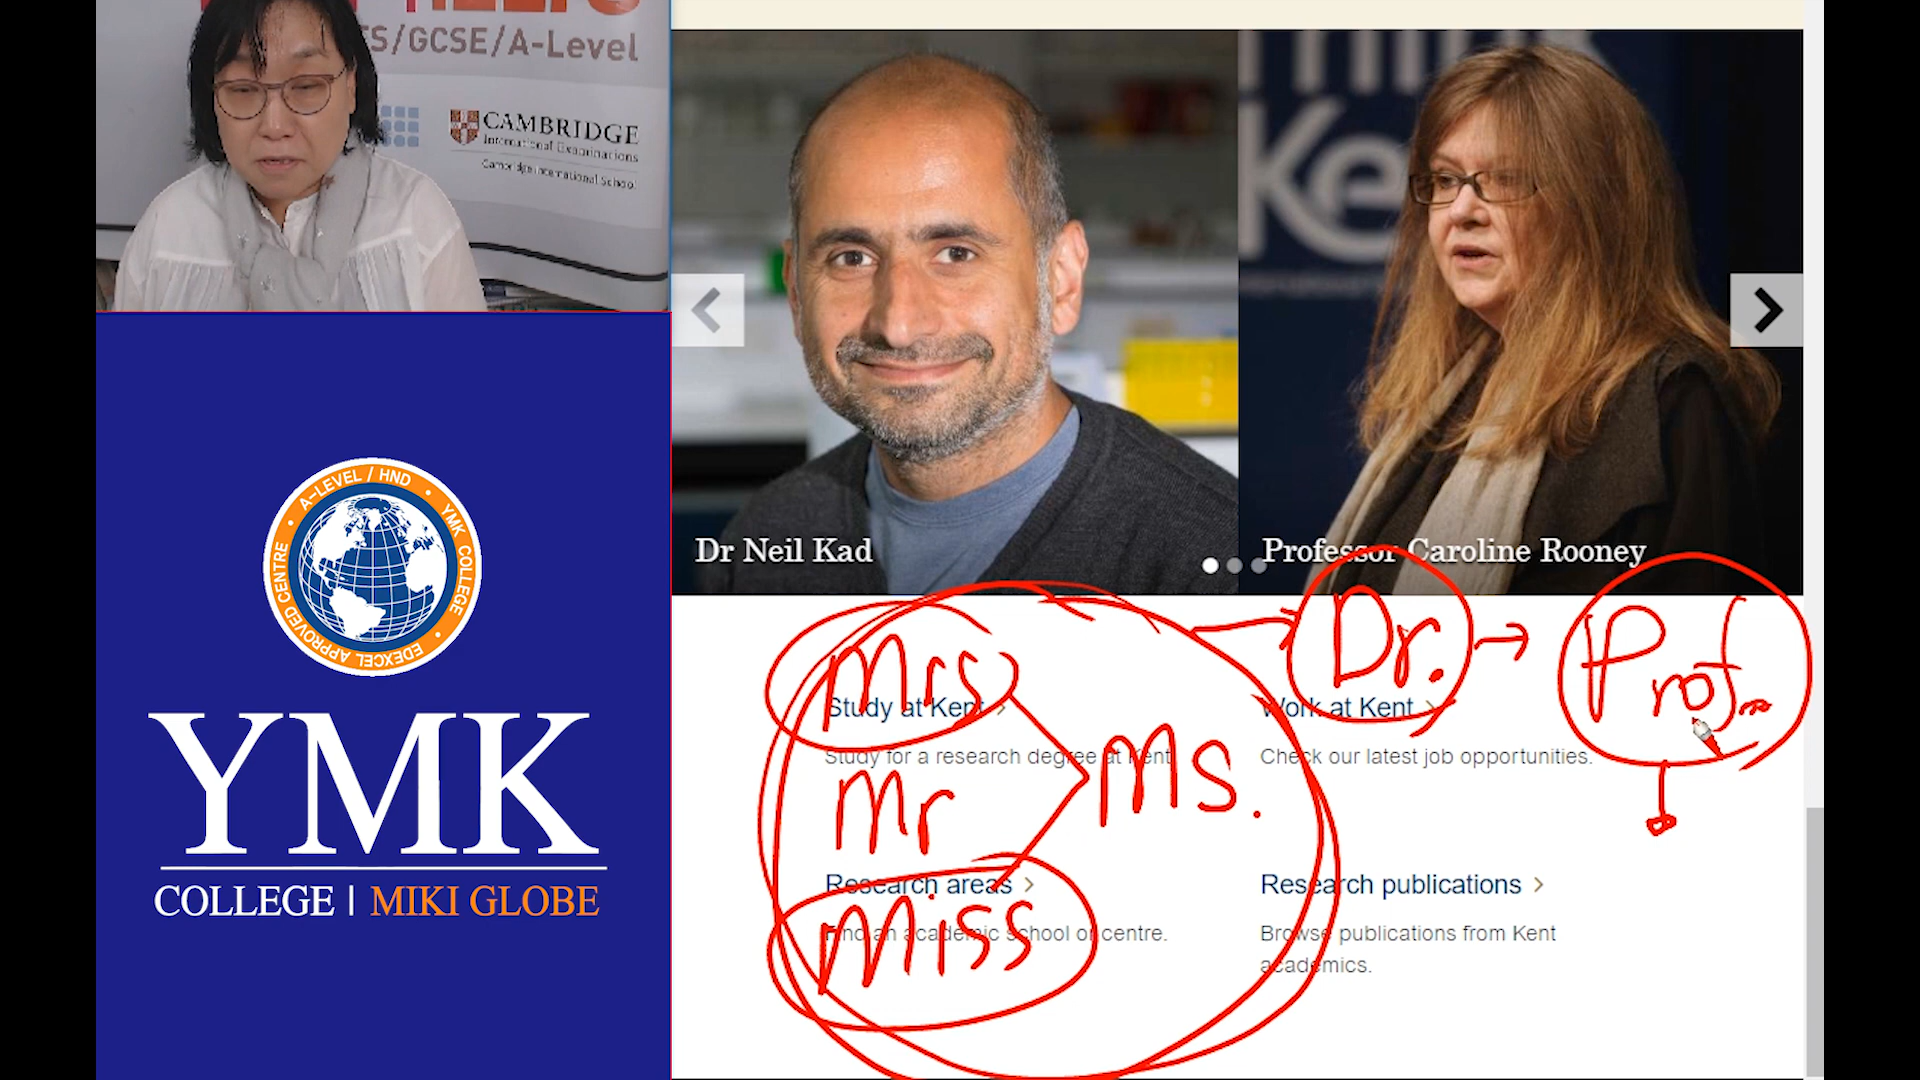 ES/GCSE/A-Level
CAMBRIDGE
International Examinations
Cambridge International School
A-LEVEL / HND • YMK COLLEGE • EDEXCEL APPROVED CENTRE •
YMK
COLLEGE | MIKI GLOBE
Dr Neil Kad
Professor Caroline Rooney
Mrs
Mr
Miss
Ms.
Dr.
Prof
Study at Kent
Study for a research degree at Kent
Work at Kent
Check our latest job opportunities.
Research areas
Find an academic school or centre.
Research publications
Browse publications from Kent
academics.